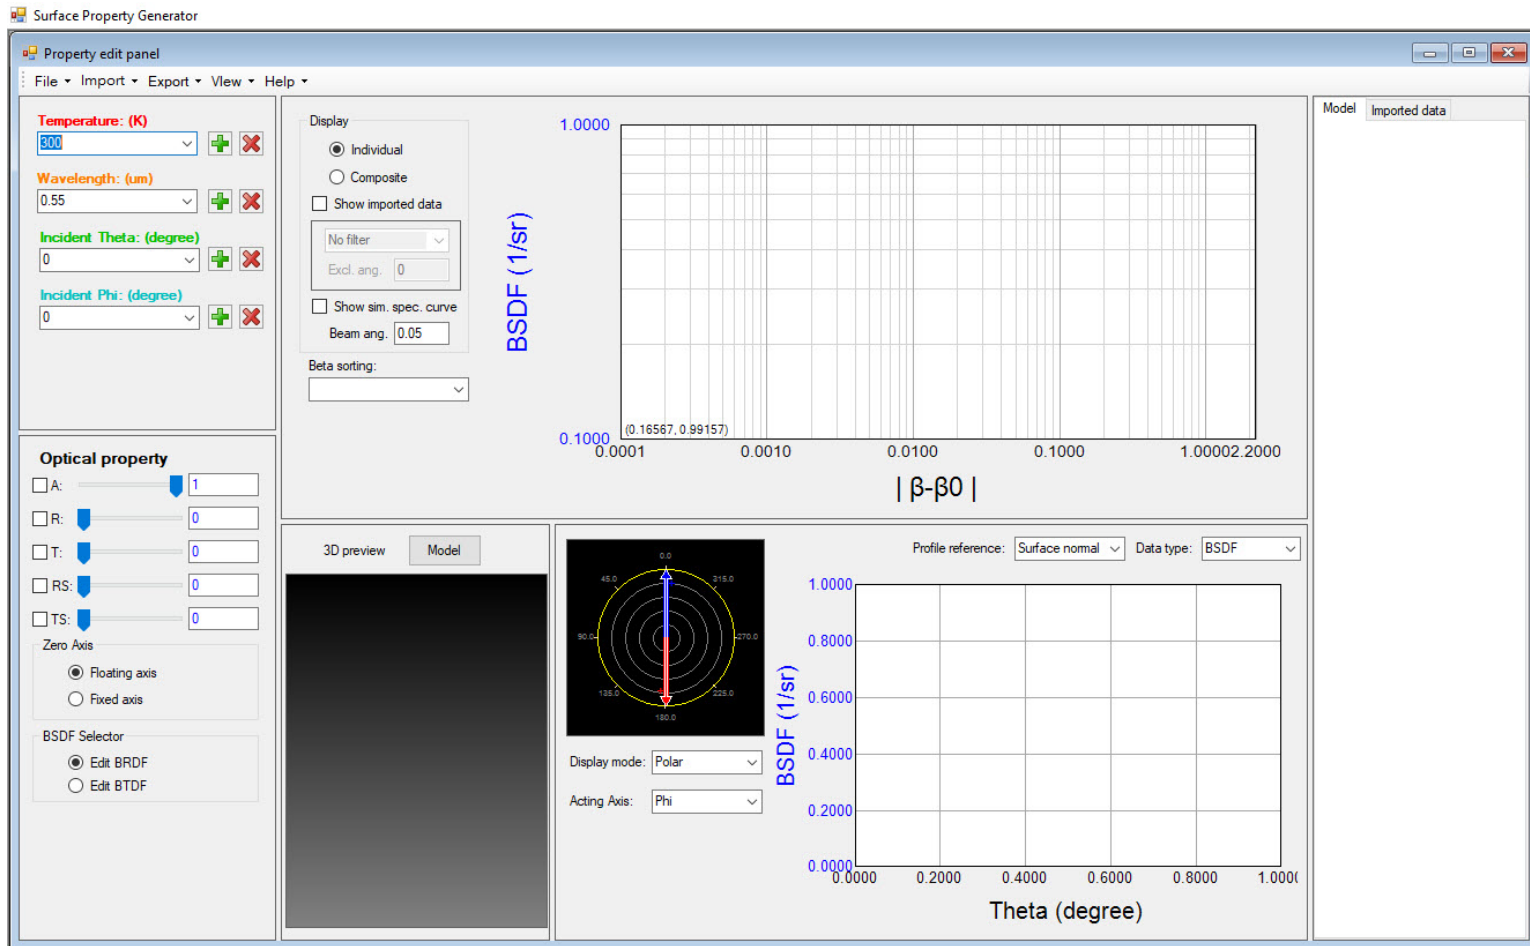 Surface Property Generator
Property edit panel
File Import Export VIew Help
Temperature: (K)
300
Wavelength: (um)
0.55
Incident Theta: (degree)
0
Incident Phi: (degree)
0
Optical property
A: 1
R: 0
T: 0
RS: 0
TS: 0
Zero Axis
Floating axis
Fixed axis
BSDF Selector
Edit BRDF
Edit BTDF
Display
Individual
Composite
Show imported data
No filter
Excl. ang. 0
Show sim. spec. curve
Beam ang. 0.05
Beta sorting:
1.0000
BSDF (1/sr)
0.1000
(0.16567, 0.99157)
0.0001 0.0010 0.0100 0.1000 1.00002.2000
| β-β0 |
3D preview Model
0.0
45.0 315.0
90.0 270.0
135.0 225.0
180.0
Display mode: Polar
Acting Axis: Phi
Profile reference: Surface normal Data type: BSDF
1.0000
0.8000
0.6000
0.4000
0.2000
0.0000
BSDF (1/sr)
0.0000 0.2000 0.4000 0.6000 0.8000 1.000(
Theta (degree)
Model Imported data